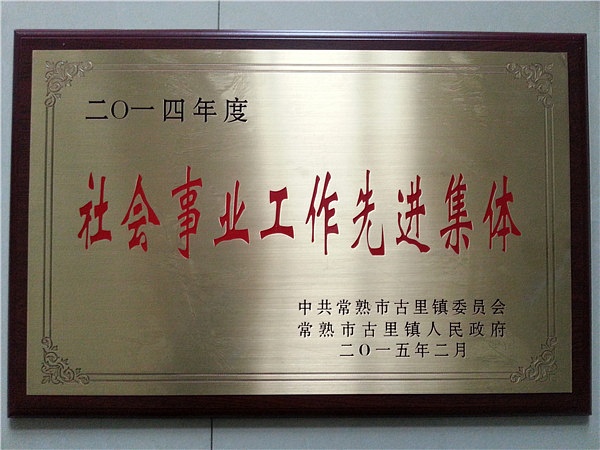 二〇一四年度
社会事业工作先进集体
中共常熟市古里镇委员会
常熟市古里镇人民政府
二〇一五年二月